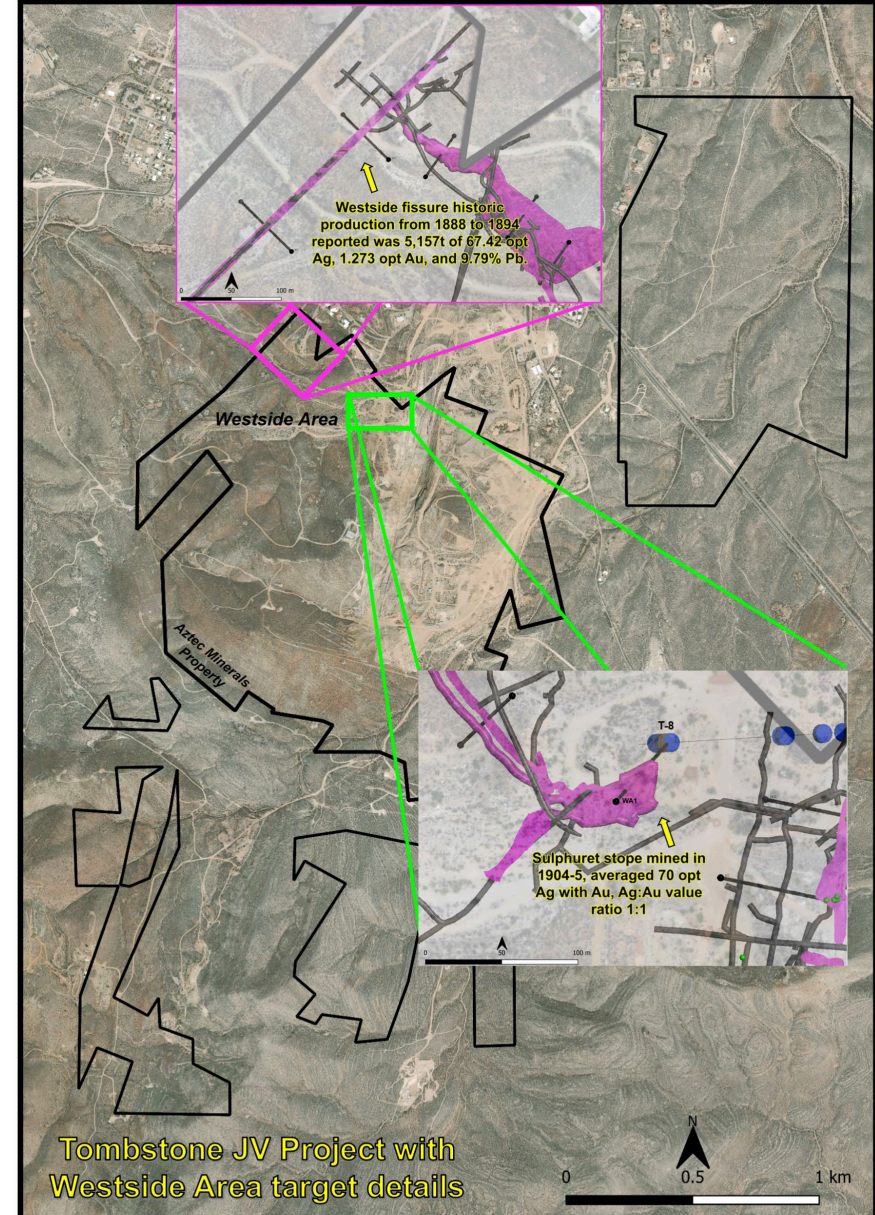 Westside fissure historic
production from 1888 to 1894
reported was 5,157t of 67.42 opt
Ag, 1.273 opt Au, and 9.79% Pb.
0
50
100 m
Westside Area
Aztec Minerals
Property
T-8
WA1
Sulphuret stope mined in
1904-5, averaged 70 opt
Ag with Au, Ag:Au value
ratio 1:1
0
50
100 m
Tombstone JV Project with
Westside Area target details
N
0
0.5
1 km